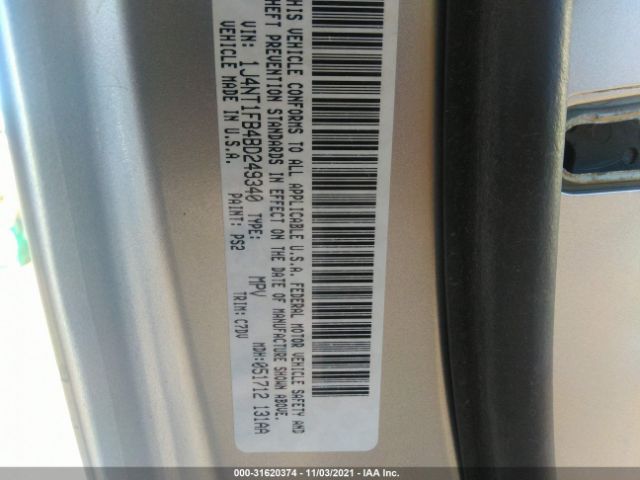 THIS VEHICLE CONFORMS TO ALL APPLICABLE U.S.A. FEDERAL MOTOR VEHICLE SAFETY AND
THEFT PREVENTION STANDARDS IN EFFECT ON THE DATE OF MANUFACTURE SHOWN ABOVE.
VIN: 1J4NT1FB4BD249340 TYPE: MPV MDH:051712 131AA
VEHICLE MADE IN U.S.A. PAINT: PS2 TRIM: C7DV
000-31620374 | 11/03/2021 | IAA Inc.